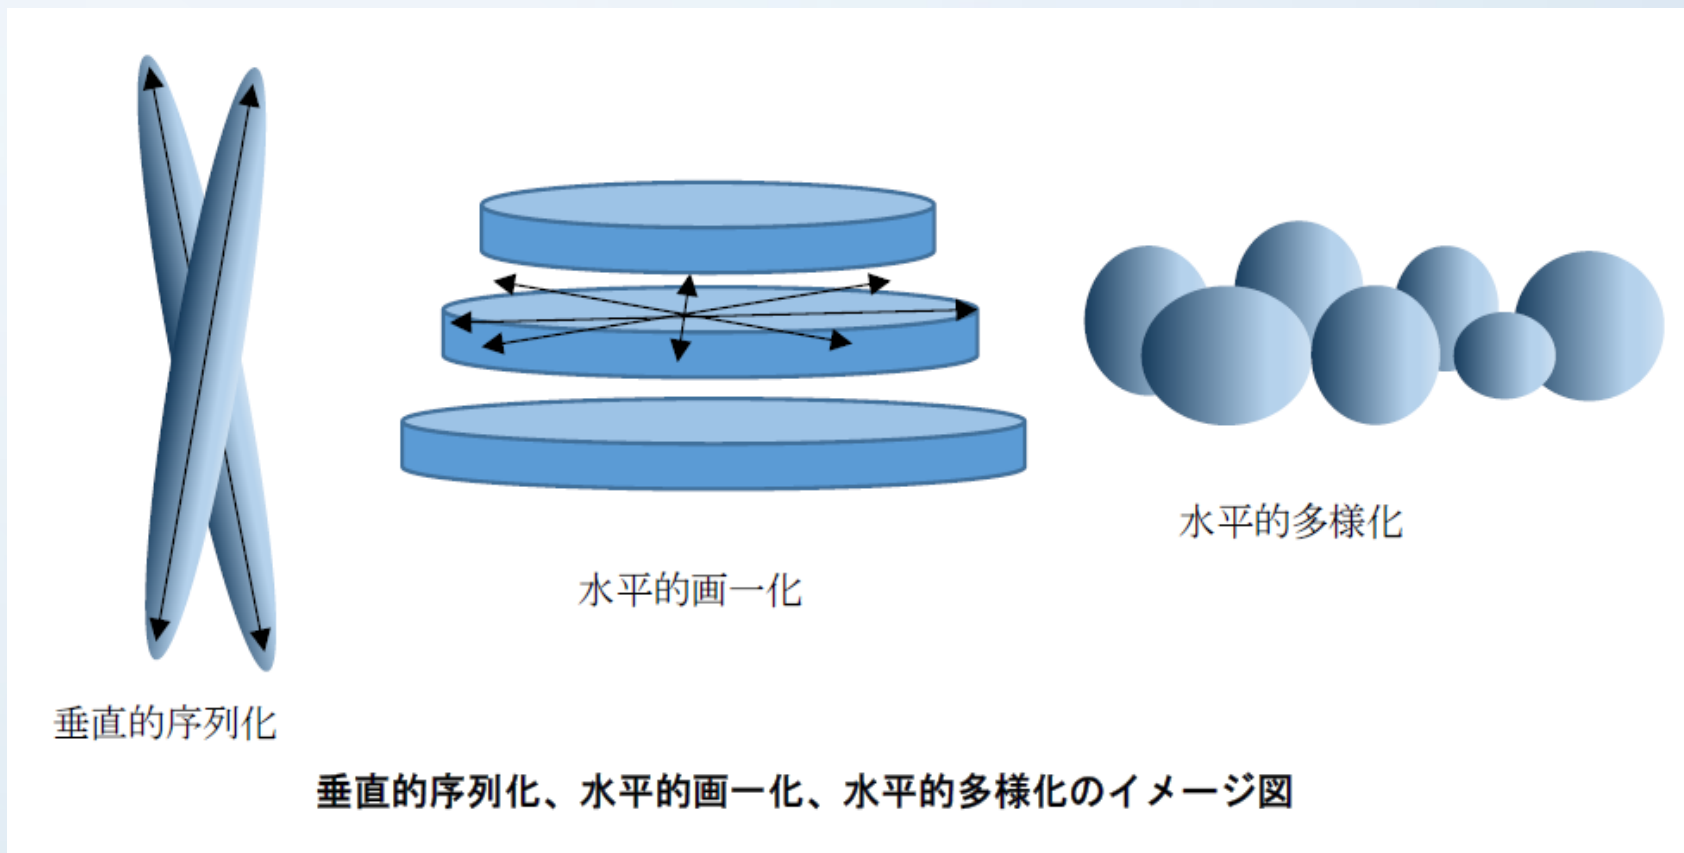 水平的多様化
水平的画一化
垂直的序列化
垂直的序列化、水平的画一化、水平的多様化のイメージ図